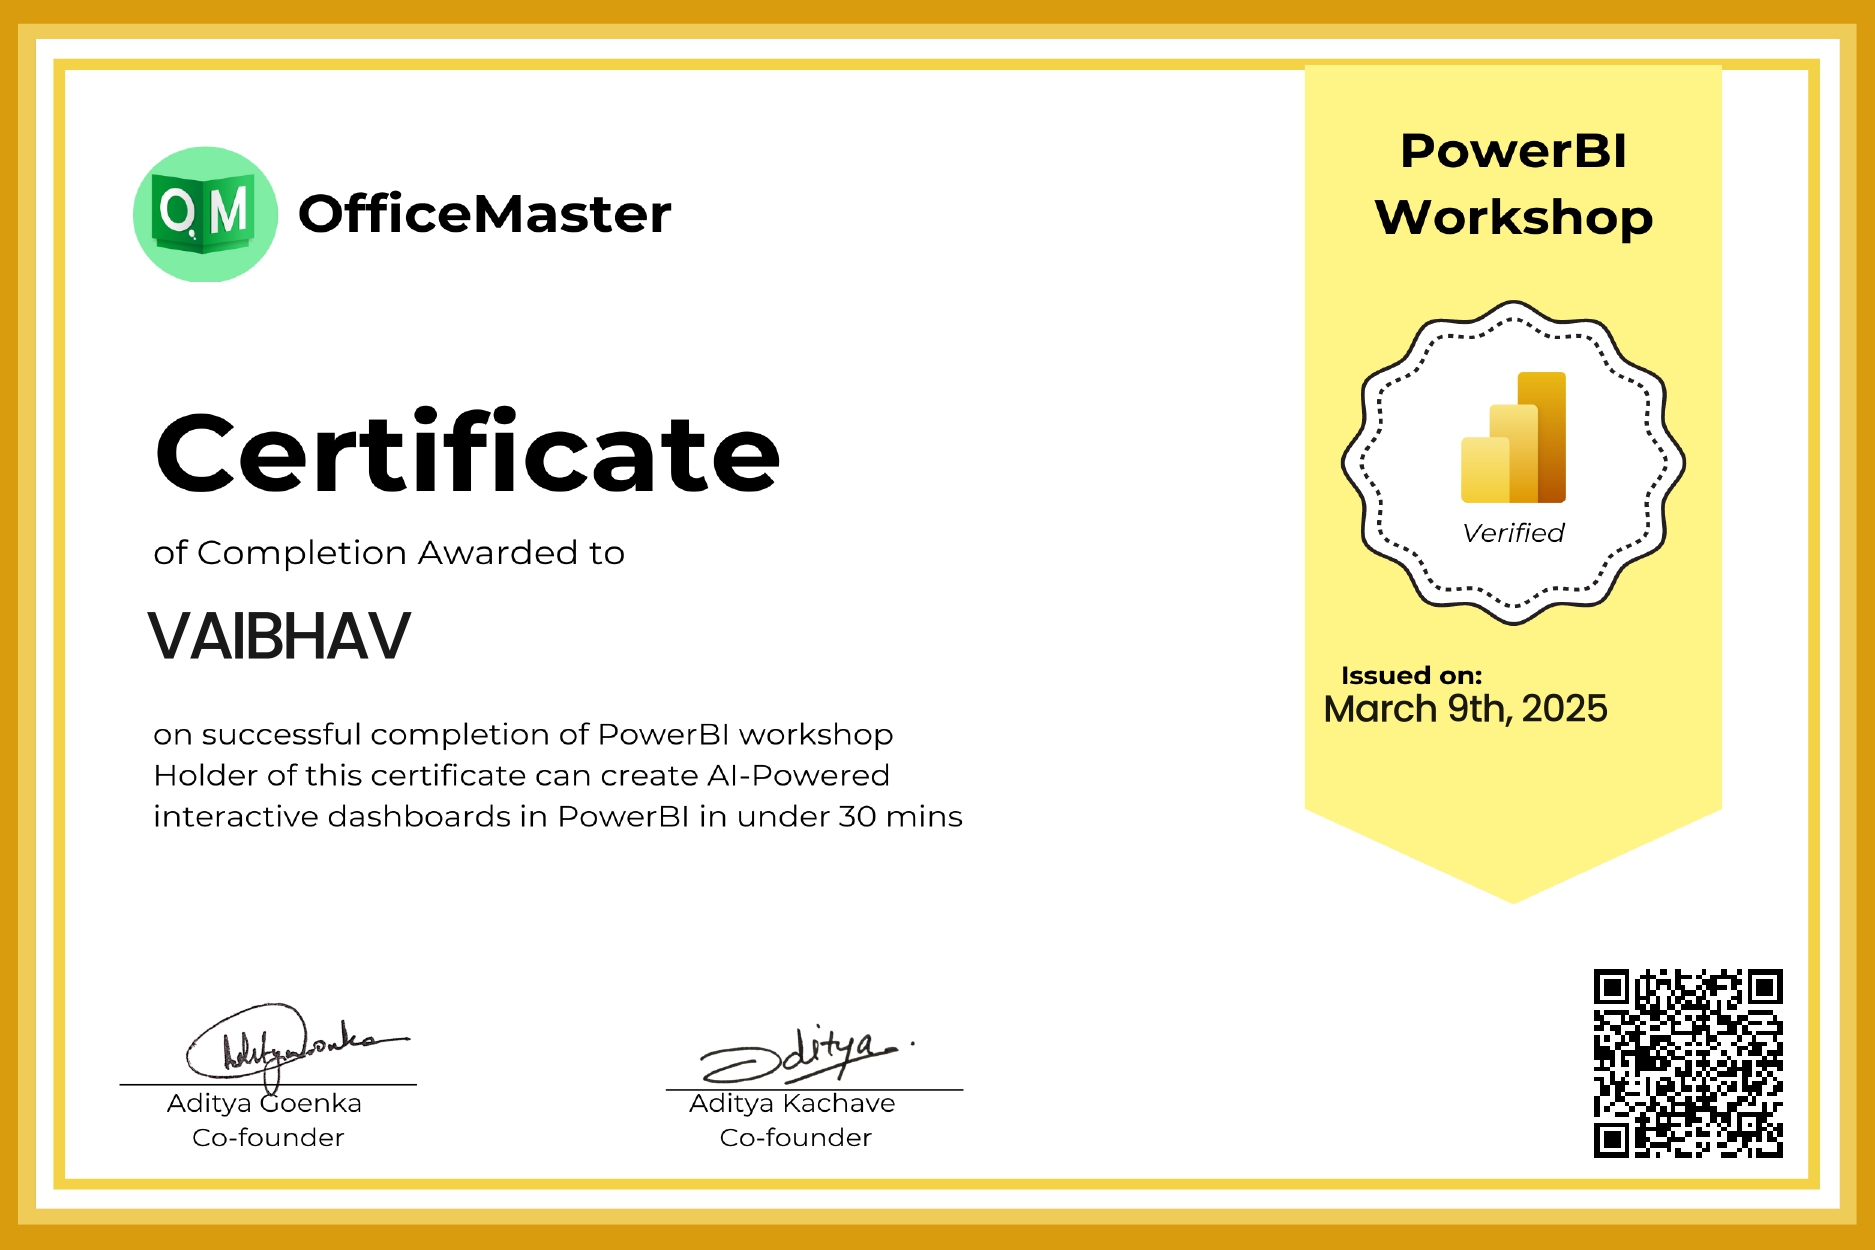 OM
OfficeMaster
Certificate
of Completion Awarded to
VAIBHAV
on successful completion of PowerBI workshop
Holder of this certificate can create AI-Powered
interactive dashboards in PowerBI in under 30 mins
PowerBI
Workshop
Verified
Issued on:
March 9th, 2025
Aditya Goenka
Aditya Goenka
Co-founder
Aditya
Aditya Kachave
Co-founder